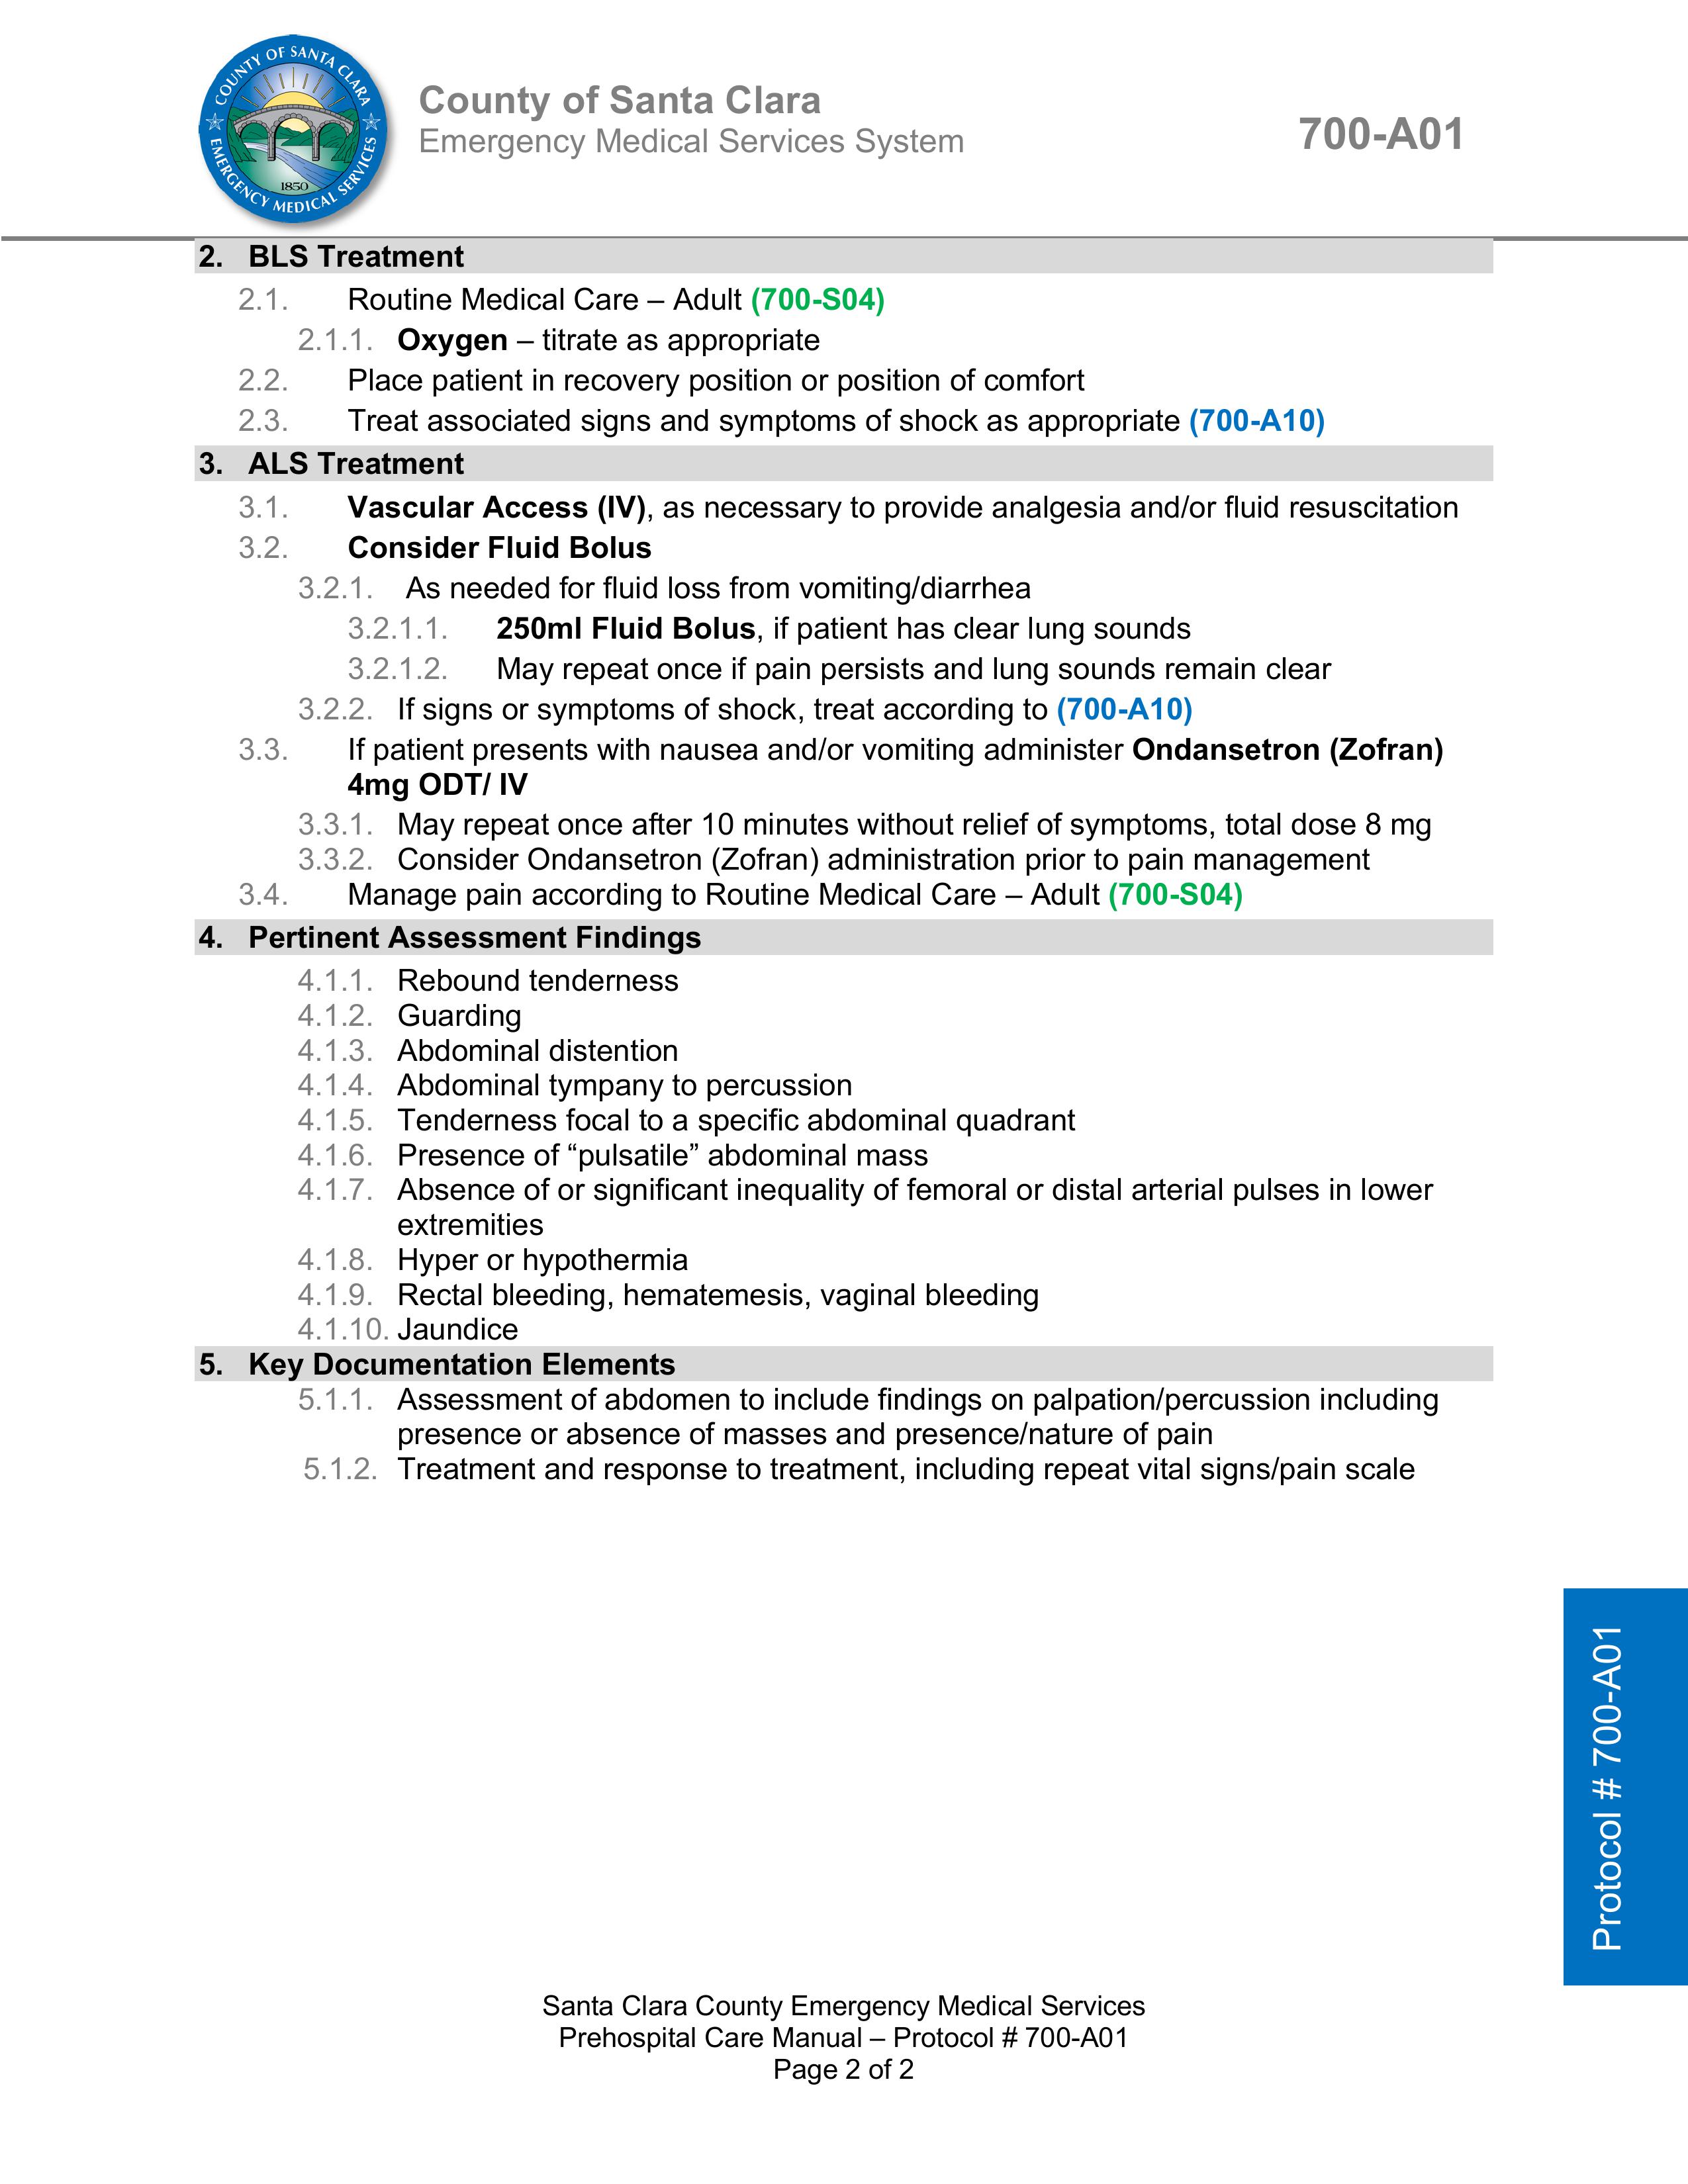 COUNTY OF SANTA CLARA
EMERGENCY MEDICAL SERVICES
1850
County of Santa Clara
Emergency Medical Services System
700-A01
2. BLS Treatment
2.1. Routine Medical Care – Adult (700-S04)
2.1.1. Oxygen – titrate as appropriate
2.2. Place patient in recovery position or position of comfort
2.3. Treat associated signs and symptoms of shock as appropriate (700-A10)
3. ALS Treatment
3.1. Vascular Access (IV), as necessary to provide analgesia and/or fluid resuscitation
3.2. Consider Fluid Bolus
3.2.1. As needed for fluid loss from vomiting/diarrhea
3.2.1.1. 250ml Fluid Bolus, if patient has clear lung sounds
3.2.1.2. May repeat once if pain persists and lung sounds remain clear
3.2.2. If signs or symptoms of shock, treat according to (700-A10)
3.3. If patient presents with nausea and/or vomiting administer Ondansetron (Zofran)
4mg ODT/ IV
3.3.1. May repeat once after 10 minutes without relief of symptoms, total dose 8 mg
3.3.2. Consider Ondansetron (Zofran) administration prior to pain management
3.4. Manage pain according to Routine Medical Care – Adult (700-S04)
4. Pertinent Assessment Findings
4.1.1. Rebound tenderness
4.1.2. Guarding
4.1.3. Abdominal distention
4.1.4. Abdominal tympany to percussion
4.1.5. Tenderness focal to a specific abdominal quadrant
4.1.6. Presence of “pulsatile” abdominal mass
4.1.7. Absence of or significant inequality of femoral or distal arterial pulses in lower
extremities
4.1.8. Hyper or hypothermia
4.1.9. Rectal bleeding, hematemesis, vaginal bleeding
4.1.10. Jaundice
5. Key Documentation Elements
5.1.1. Assessment of abdomen to include findings on palpation/percussion including
presence or absence of masses and presence/nature of pain
5.1.2. Treatment and response to treatment, including repeat vital signs/pain scale
Protocol # 700-A01
Santa Clara County Emergency Medical Services
Prehospital Care Manual – Protocol # 700-A01
Page 2 of 2